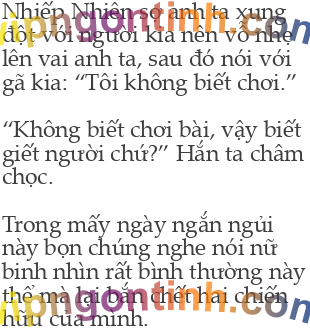 Nhiếp Nhiên sợ anh ta xung
đột với người kia nên vỗ nhẹ
lên vai anh ta, sau đó nói với
gã kia: “Tôi không biết chơi.”
“Không biết chơi bài, vậy biết
giết người chứ?” Hắn ta châm
chọc.
Trong mấy ngày ngắn ngủi
này bọn chúng nghe nói nữ
binh nhìn rất bình thường này
thế mà lại bắn chết hai chiến
hữu của mình.
vipngontinh.com
vipngontinh.com